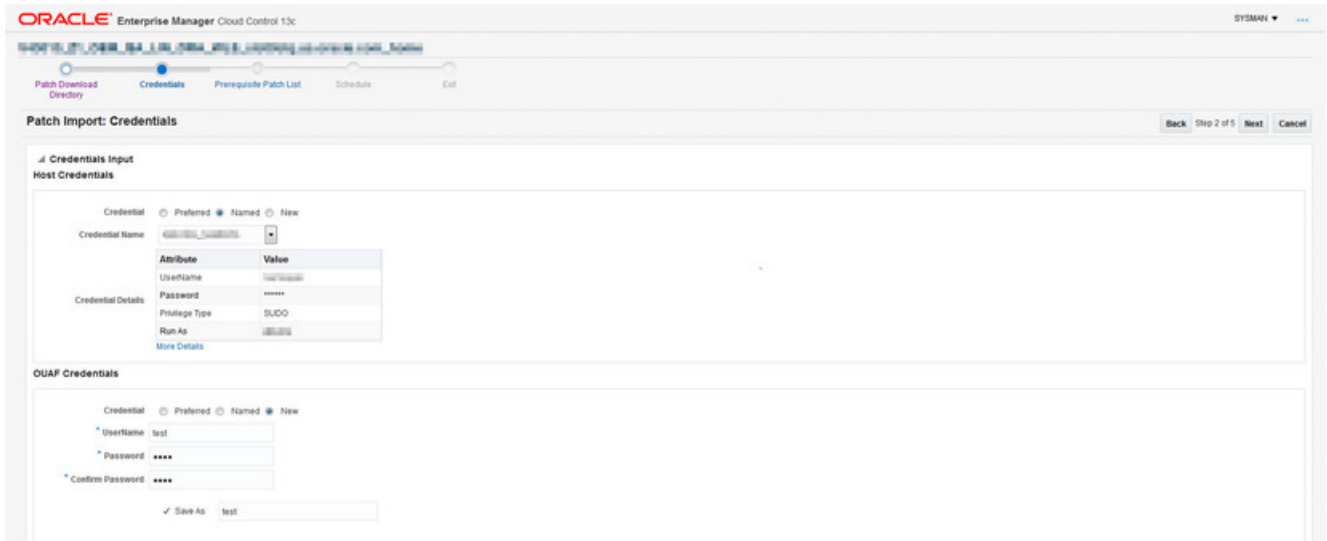 ORACLE® Enterprise Manager Cloud Control 13c
SYSMAN
Patch Download Directory
Credentials
Prerequisite Patch List
Schedule
Exit
Patch Import: Credentials
Back Step 2 of 5 Next Cancel
Credentials Input
Host Credentials
Credential Preferred Named New
Credential Name
Attribute Value
UserName
Credential Details
Password ******
Privilege Type SUDO
Run As
More Details
OUAF Credentials
Credential Preferred Named New
* UserName test
* Password ••••
* Confirm Password ••••
Save As test